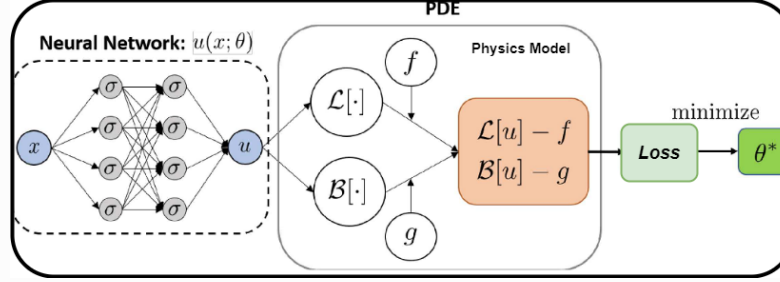 PDE
Neural Network: u(x; θ)
Physics Model
f
σ
σ
ℒ[·]
σ
σ
minimize
x
u
ℒ[u] − f
ℬ[u] − g
Loss
θ*
σ
σ
ℬ[·]
σ
σ
g